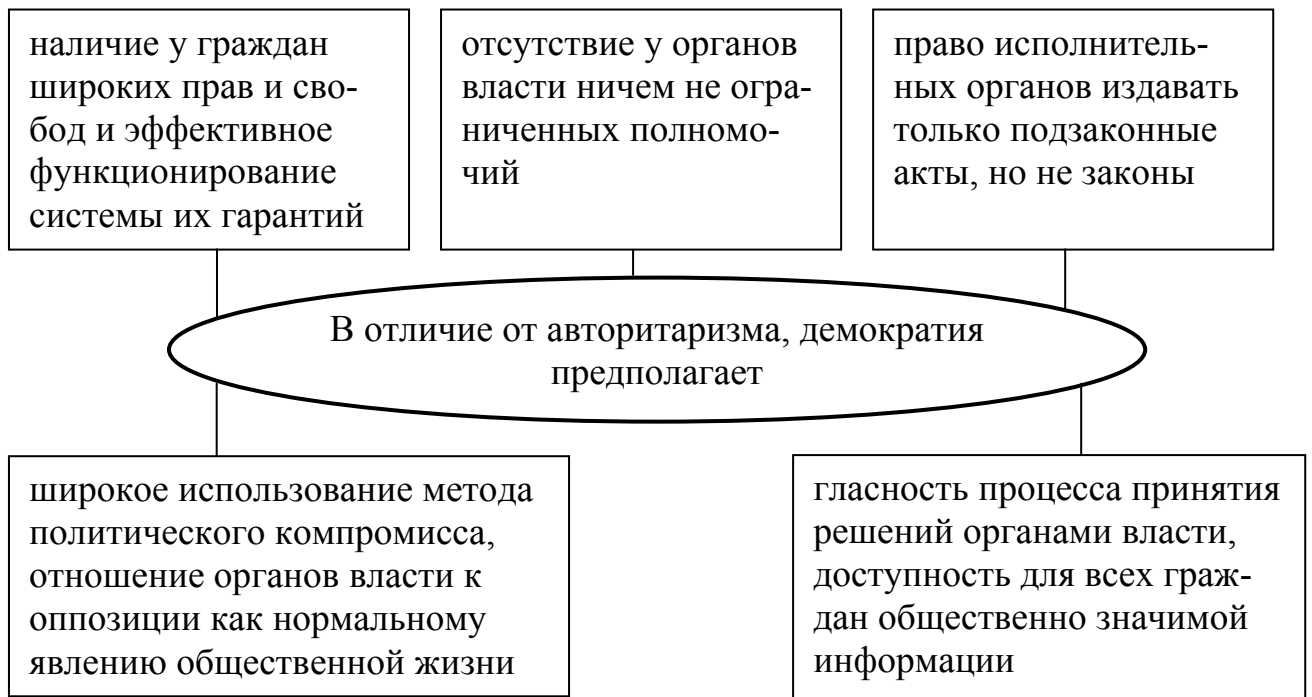 наличие у граждан
широких прав и сво-
бод и эффективное
функционирование
системы их гарантий
отсутствие у органов
власти ничем не огра-
ниченных полномо-
чий
право исполнитель-
ных органов издавать
только подзаконные
акты, но не законы
В отличие от авторитаризма, демократия
предполагает
широкое использование метода
политического компромисса,
отношение органов власти к
оппозиции как нормальному
явлению общественной жизни
гласность процесса принятия
решений органами власти,
доступность для всех граж-
дан общественно значимой
информации